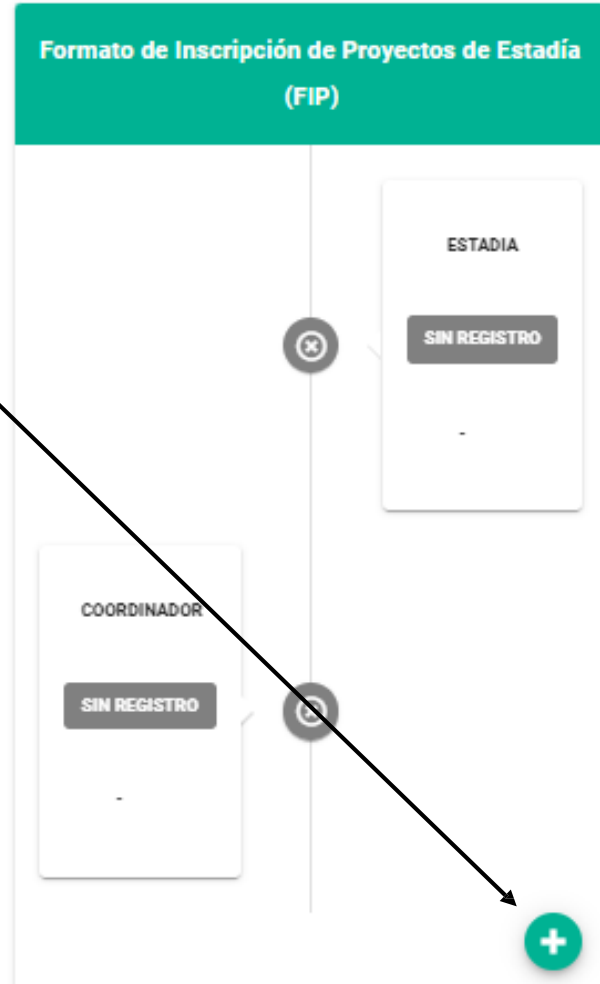 Formato de Inscripción de Proyectos de Estadía
(FIP)
ESTADIA
SIN REGISTRO
-
COORDINADOR
SIN REGISTRO
-